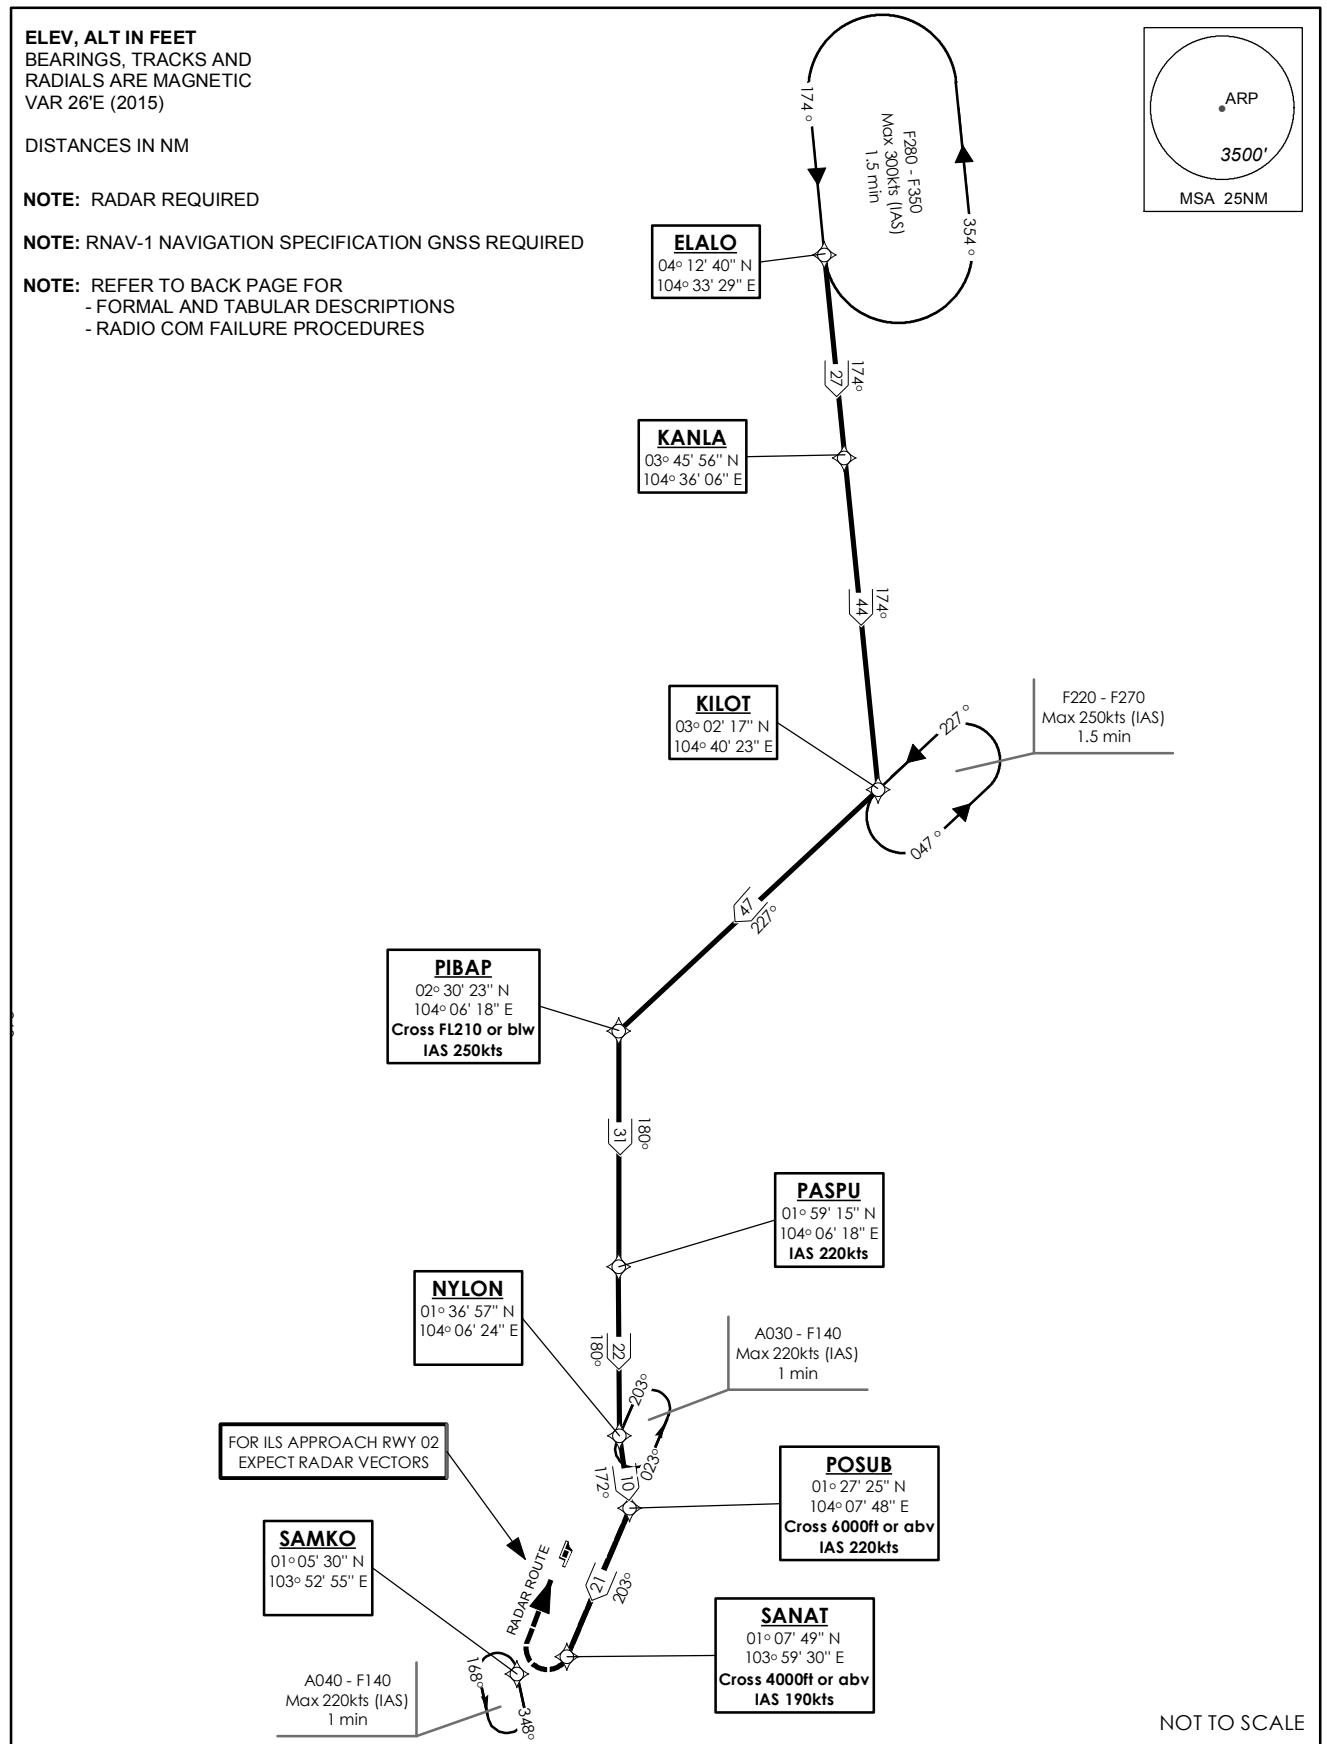 ELEV, ALT IN FEET
BEARINGS, TRACKS AND
RADIALS ARE MAGNETIC
VAR 26'E (2015)
DISTANCES IN NM
NOTE: RADAR REQUIRED
NOTE: RNAV-1 NAVIGATION SPECIFICATION GNSS REQUIRED
NOTE: REFER TO BACK PAGE FOR
- FORMAL AND TABULAR DESCRIPTIONS
- RADIO COM FAILURE PROCEDURES
ARP
3500'
MSA 25NM
174°
F280 - F350
Max 300kts (IAS)
1.5 min
354°
ELALO
04° 12' 40" N
104° 33' 29" E
27
174°
KANLA
03° 45' 56" N
104° 36' 06" E
44
174°
KILOT
03° 02' 17" N
104° 40' 23" E
227°
047°
F220 - F270
Max 250kts (IAS)
1.5 min
47
227°
PIBAP
02° 30' 23" N
104° 06' 18" E
Cross FL210 or blw
IAS 250kts
31
180°
PASPU
01° 59' 15" N
104° 06' 18" E
IAS 220kts
NYLON
01° 36' 57" N
104° 06' 24" E
22
180°
A030 - F140
Max 220kts (IAS)
1 min
203°
023°
10
172°
FOR ILS APPROACH RWY 02
EXPECT RADAR VECTORS
POSUB
01° 27' 25" N
104° 07' 48" E
Cross 6000ft or abv
IAS 220kts
SAMKO
01° 05' 30" N
103° 52' 55" E
RADAR ROUTE
21
203°
SANAT
01° 07' 49" N
103° 59' 30" E
Cross 4000ft or abv
IAS 190kts
168°
348°
A040 - F140
Max 220kts (IAS)
1 min
NOT TO SCALE